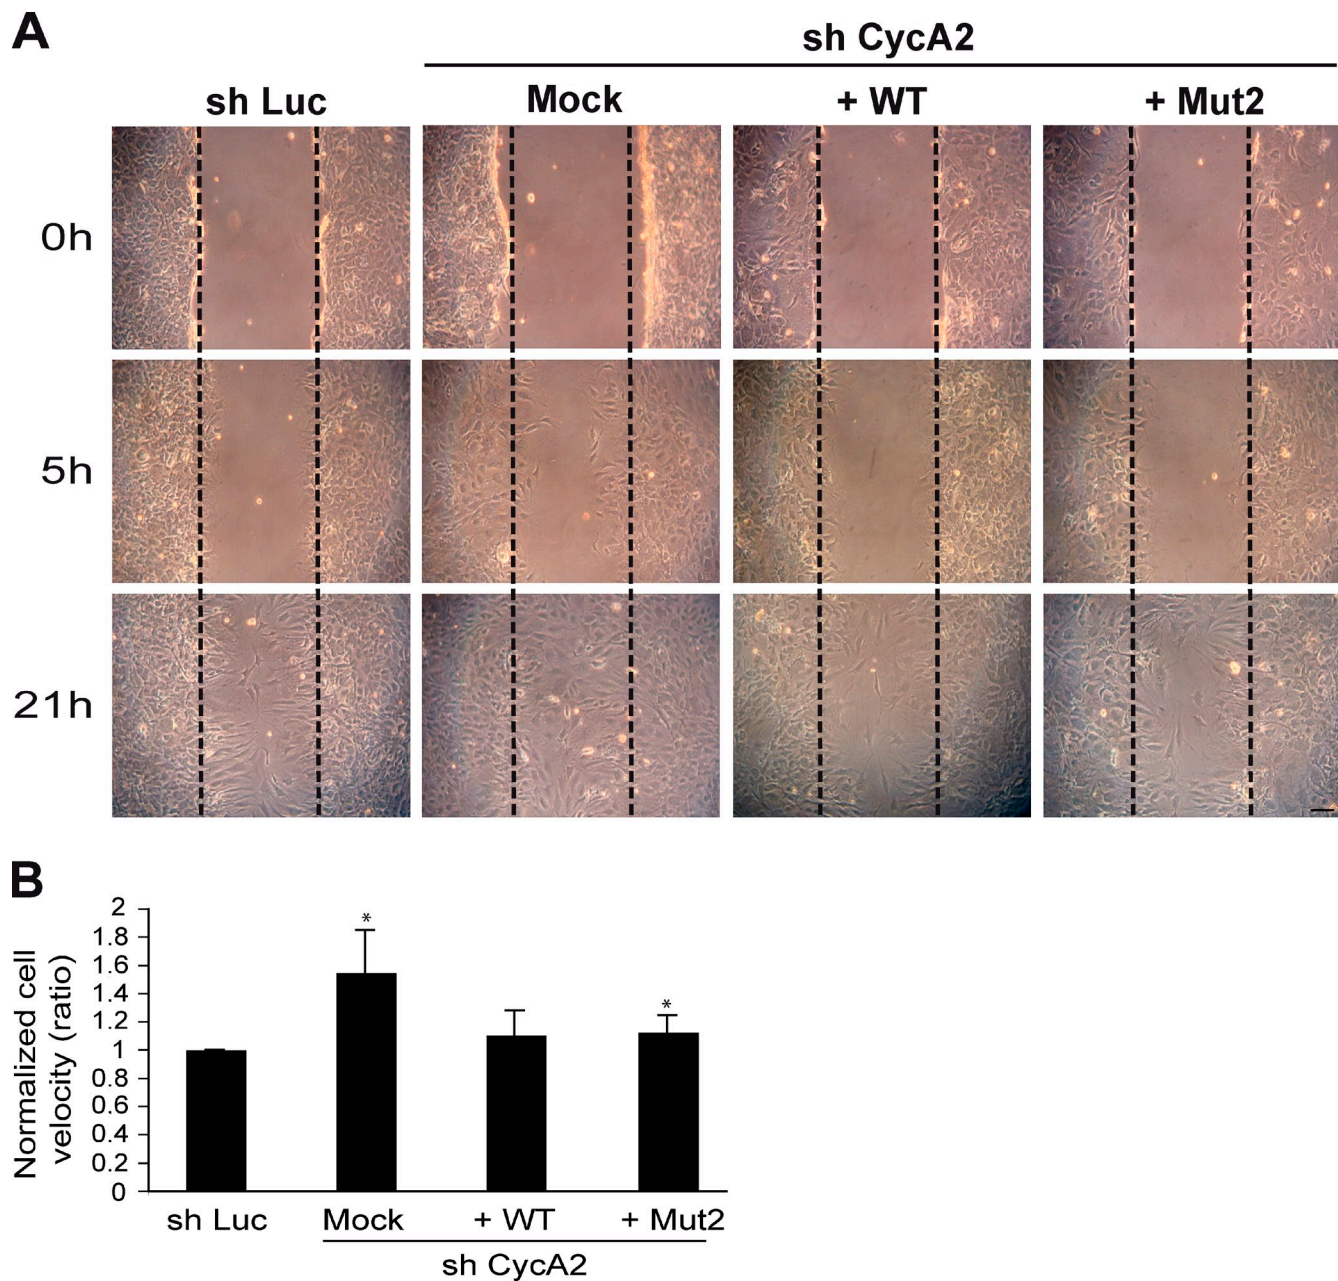 A
sh CycA2
sh Luc
Mock
+ WT
+ Mut2
0h
5h
21h
B
Normalized cell
velocity (ratio)
2
1.8
1.6
1.4
1.2
1
0.8
0.6
0.4
0.2
0
*
*
sh Luc
Mock
+ WT
+ Mut2
sh CycA2